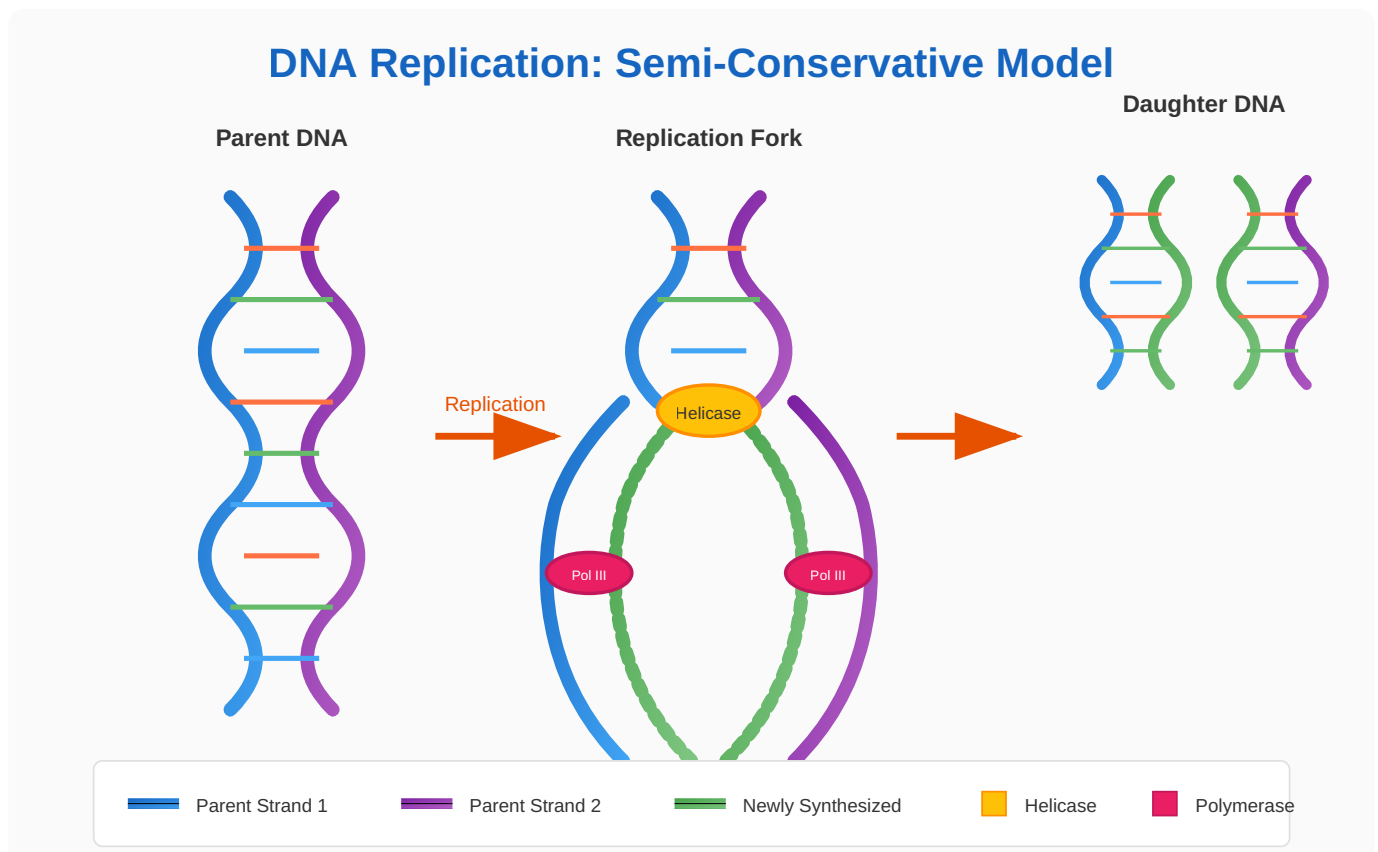 DNA Replication: Semi-Conservative Model
Parent DNA
Replication Fork
Daughter DNA
Replication
Helicase
Pol III
Pol III
Parent Strand 1
Parent Strand 2
Newly Synthesized
Helicase
Polymerase